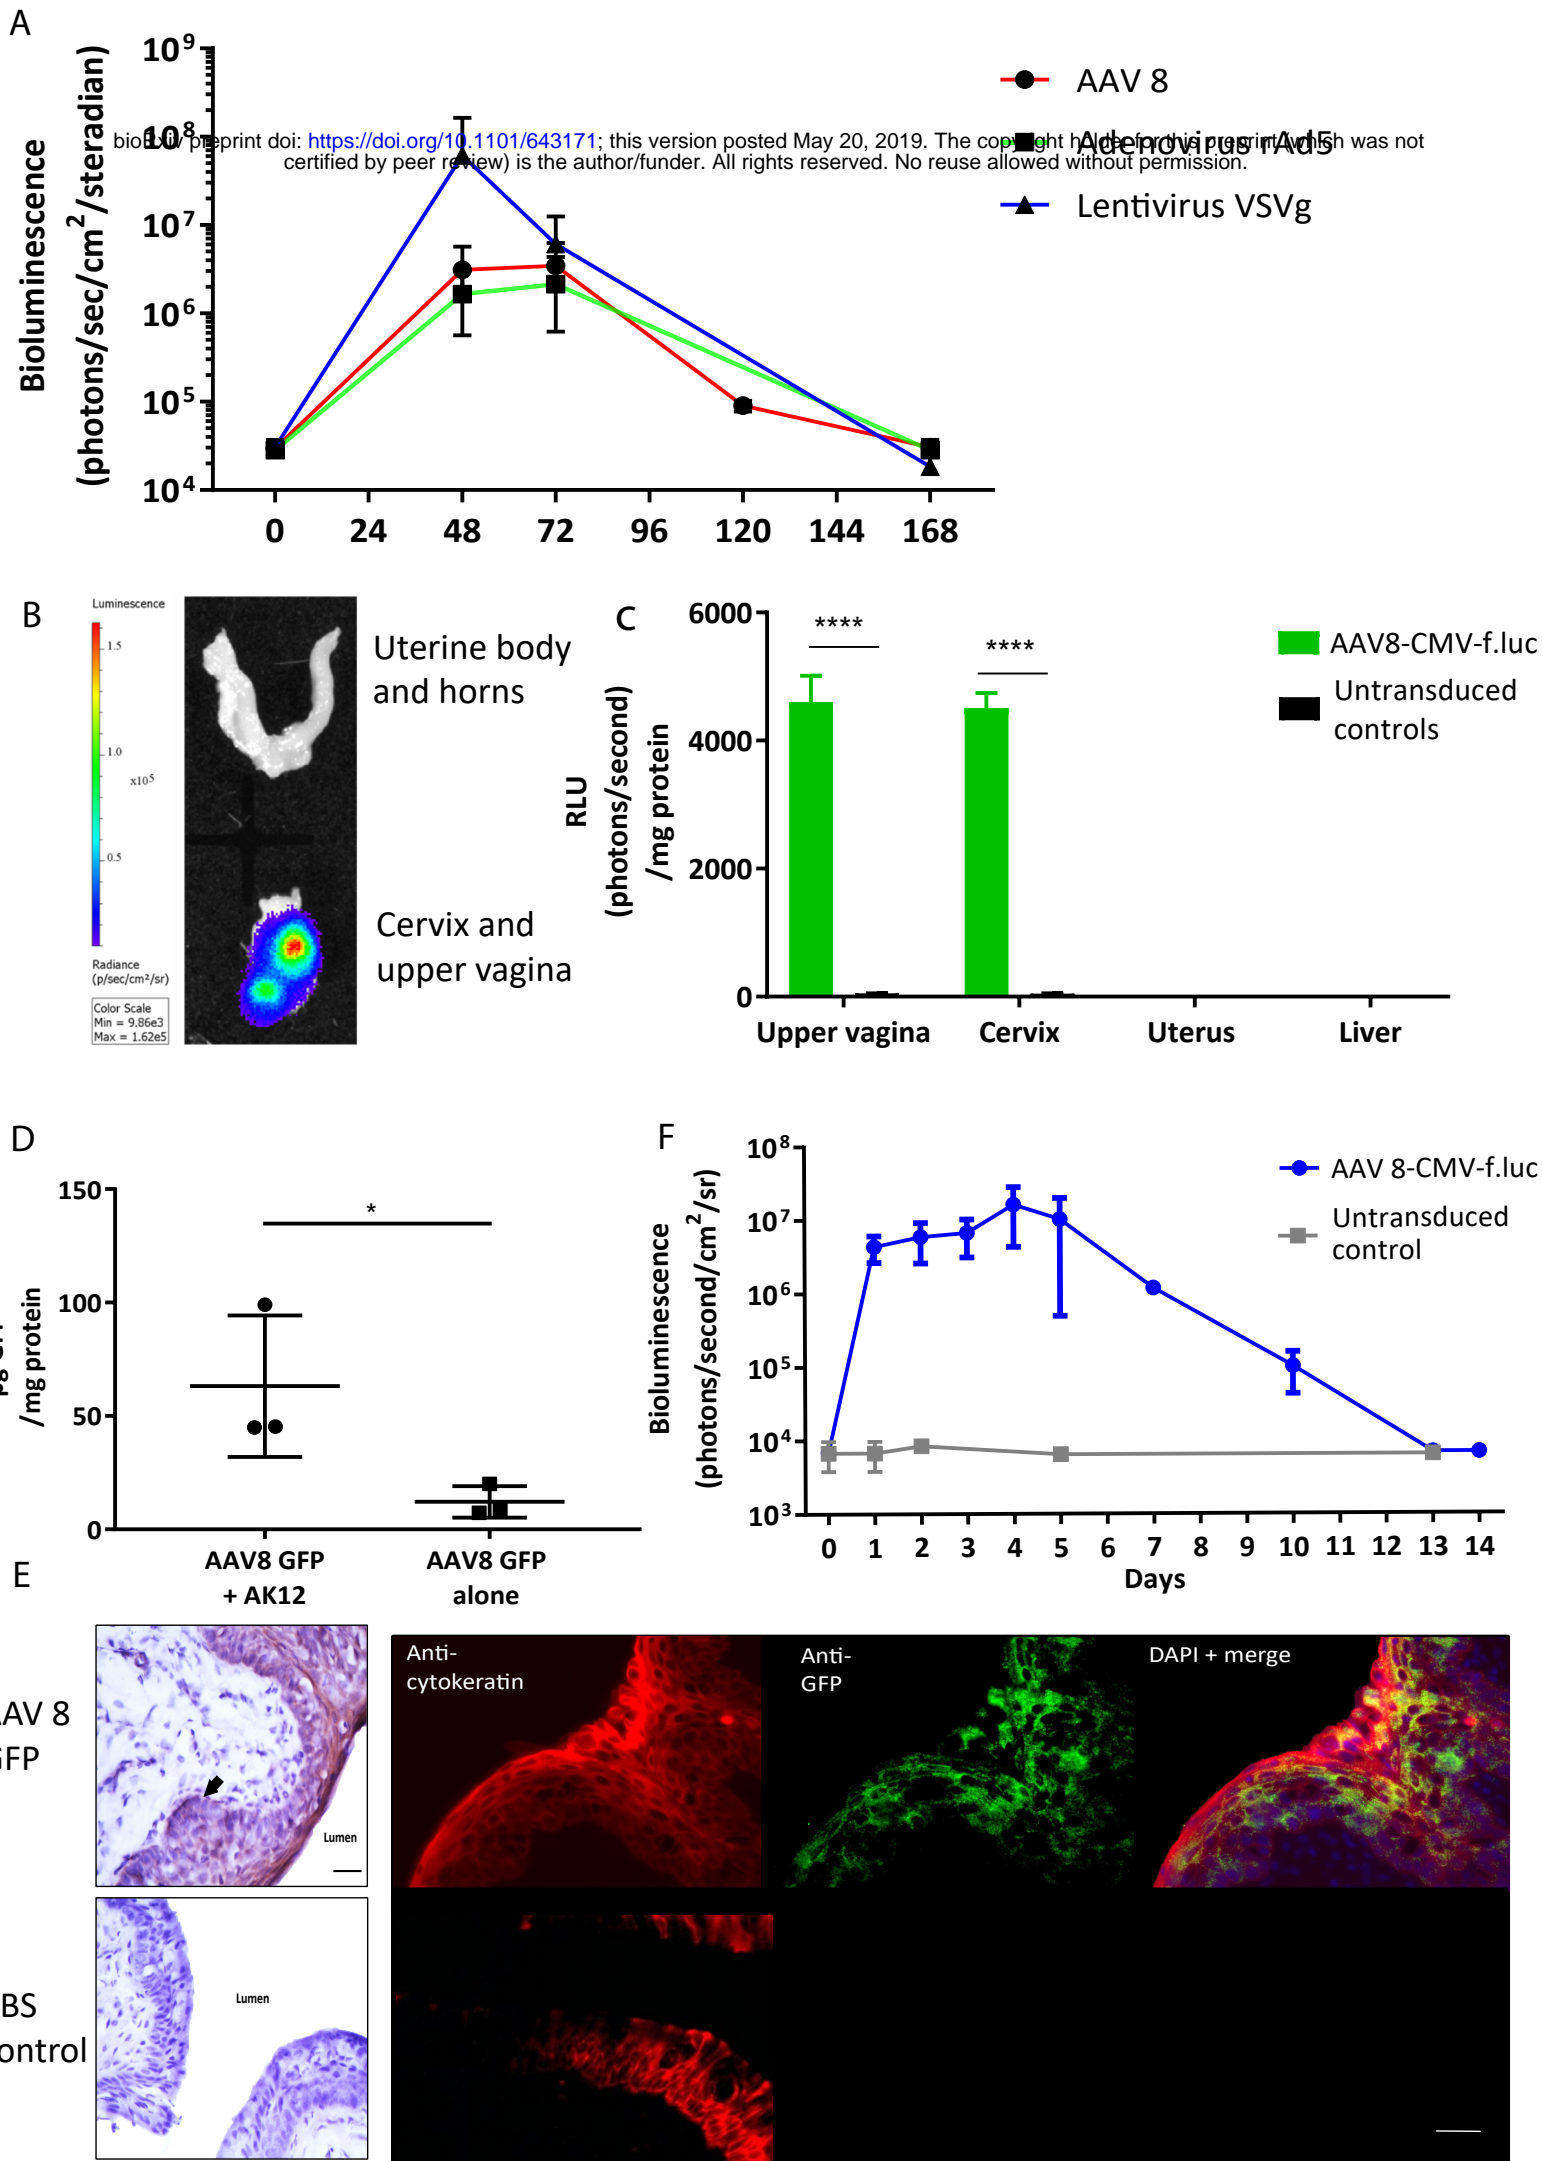 A
10⁹
10⁸
10⁷
10⁶
10⁵
10⁴
Bioluminescence
(photons/sec/cm²/steradian)
0 24 48 72 96 120 144 168
AAV 8
Adenovirus rAd5
Lentivirus VSVg
bioRxiv preprint doi: https://doi.org/10.1101/643171; this version posted May 20, 2019. The copyright holder for this preprint (which was not
certified by peer review) is the author/funder. All rights reserved. No reuse allowed without permission.
B
Luminescence
1.5
1.0
x10⁵
0.5
Radiance
(p/sec/cm²/sr)
Color Scale
Min = 9.86e3
Max = 1.62e5
Uterine body
and horns
Cervix and
upper vagina
C
6000
4000
2000
0
RLU
(photons/second)
/mg protein
****
****
Upper vagina Cervix Uterus Liver
AAV8-CMV-f.luc
Untransduced
controls
D
150
100
50
0
/mg protein
*
AAV8 GFP
+ AK12
AAV8 GFP
alone
F
10⁸
10⁷
10⁶
10⁵
10⁴
10³
Bioluminescence
(photons/second/cm²/sr)
0 1 2 3 4 5 6 7 8 9 10 11 12 13 14
Days
AAV 8-CMV-f.luc
Untransduced
control
E
AV 8
FP
Lumen
Anti-
cytokeratin
Anti-
GFP
DAPI + merge
BS
ontrol
Lumen